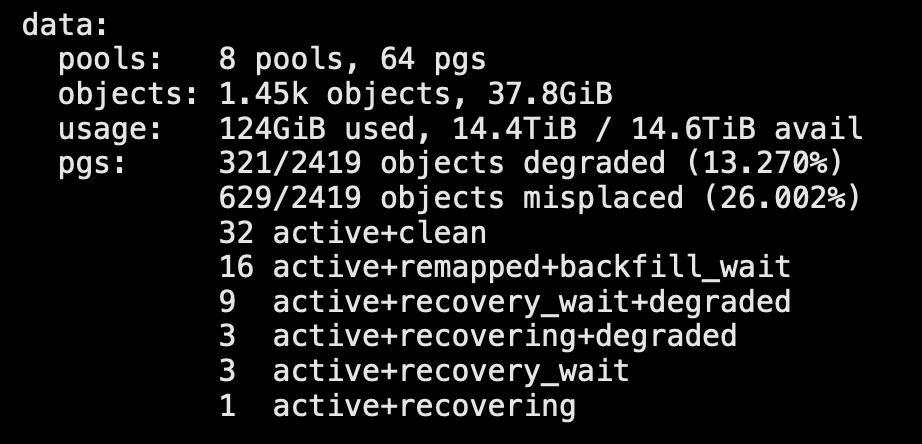 data:
pools: 8 pools, 64 pgs
objects: 1.45k objects, 37.8GiB
usage: 124GiB used, 14.4TiB / 14.6TiB avail
pgs: 321/2419 objects degraded (13.270%)
629/2419 objects misplaced (26.002%)
32 active+clean
16 active+remapped+backfill_wait
9 active+recovery_wait+degraded
3 active+recovering+degraded
3 active+recovery_wait
1 active+recovering